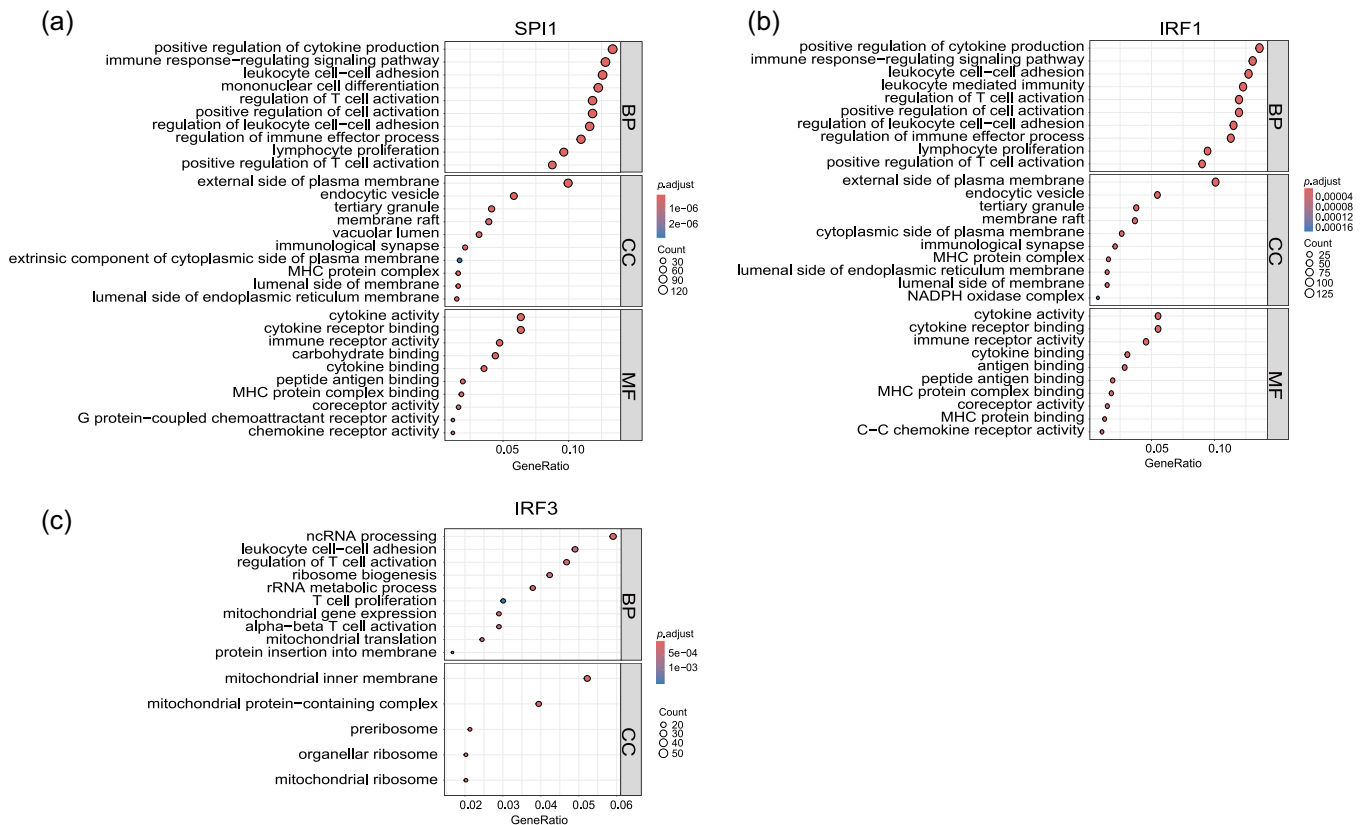 (a)
SPI1
positive regulation of cytokine production
immune response−regulating signaling pathway
leukocyte cell−cell adhesion
mononuclear cell differentiation
regulation of T cell activation
positive regulation of cell activation
regulation of leukocyte cell−cell adhesion
regulation of immune effector process
lymphocyte proliferation
positive regulation of T cell activation
BP
external side of plasma membrane
endocytic vesicle
tertiary granule
membrane raft
vacuolar lumen
immunological synapse
extrinsic component of cytoplasmic side of plasma membrane
MHC protein complex
lumenal side of membrane
lumenal side of endoplasmic reticulum membrane
CC
cytokine activity
cytokine receptor binding
immune receptor activity
carbohydrate binding
cytokine binding
peptide antigen binding
MHC protein complex binding
coreceptor activity
G protein−coupled chemoattractant receptor activity
chemokine receptor activity
MF
0.05 0.10
GeneRatio
p.adjust
1e−06
2e−06
Count
30
60
90
120
(b)
IRF1
positive regulation of cytokine production
immune response−regulating signaling pathway
leukocyte cell−cell adhesion
leukocyte mediated immunity
regulation of T cell activation
positive regulation of cell activation
regulation of leukocyte cell−cell adhesion
regulation of immune effector process
lymphocyte proliferation
positive regulation of T cell activation
BP
external side of plasma membrane
endocytic vesicle
tertiary granule
membrane raft
cytoplasmic side of plasma membrane
immunological synapse
MHC protein complex
lumenal side of endoplasmic reticulum membrane
lumenal side of membrane
NADPH oxidase complex
CC
cytokine activity
cytokine receptor binding
immune receptor activity
cytokine binding
antigen binding
peptide antigen binding
MHC protein complex binding
coreceptor activity
MHC protein binding
C−C chemokine receptor activity
MF
0.05 0.10
GeneRatio
p.adjust
0.00004
0.00008
0.00012
0.00016
Count
25
50
75
100
125
(c)
IRF3
ncRNA processing
leukocyte cell−cell adhesion
regulation of T cell activation
ribosome biogenesis
rRNA metabolic process
T cell proliferation
mitochondrial gene expression
alpha−beta T cell activation
mitochondrial translation
protein insertion into membrane
BP
mitochondrial inner membrane
mitochondrial protein−containing complex
preribosome
organellar ribosome
mitochondrial ribosome
CC
0.02 0.03 0.04 0.05 0.06
GeneRatio
p.adjust
5e−04
1e−03
Count
20
30
40
50